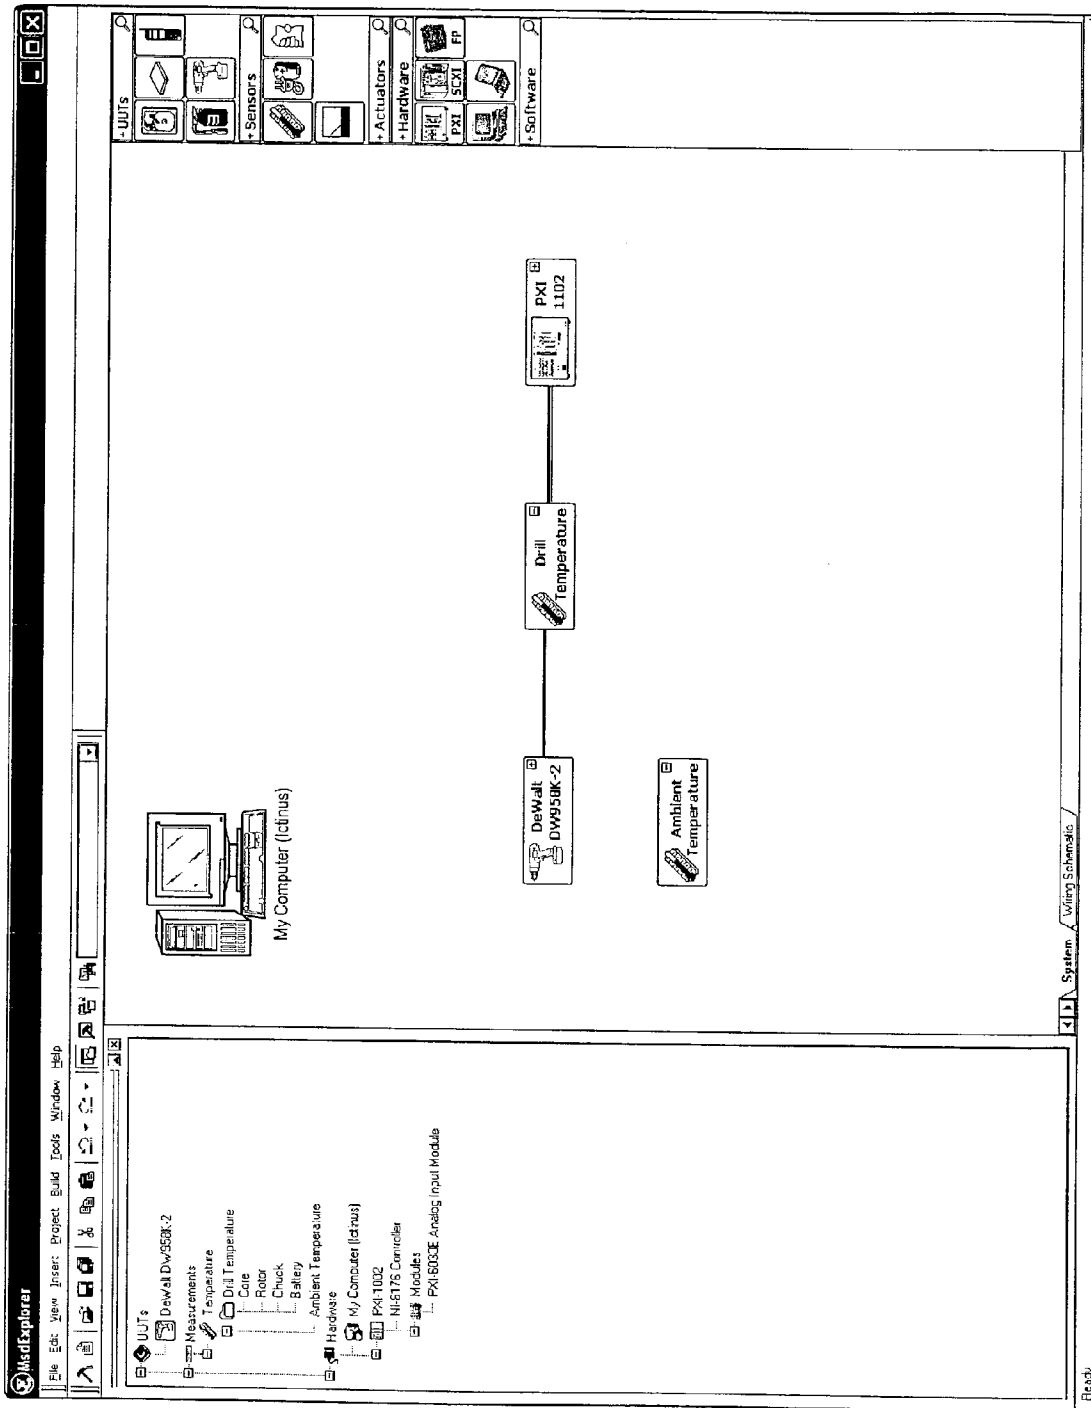 MsdExplorer
File Edit View Insert Project Build Tools Window Help
UUTs
DeWalt DW958K-2
Measurements
Temperature
Drill Temperature
Core
Rotor
Chuck
Battery
Ambient Temperature
Hardware
My Computer (Ictinus)
PXI-1002
NI-8176 Controller
Modules
PXI-6030E Analog Input Module
My Computer (Ictinus)
DeWalt
DW958K-2
Drill
Temperature
PXI
1102
Ambient
Temperature
+UUTs
+Sensors
+Actuators
+Hardware
PXI SCXI FP
+Software
System Wiring Schematic
Ready